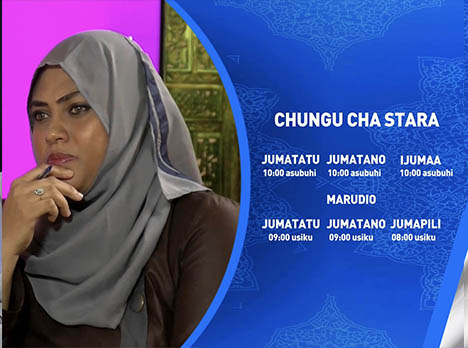 CHUNGU CHA STARA
JUMATATU JUMATANO IJUMAA
10:00 asubuhi 10:00 asubuhi 10:00 asubuhi
MARUDIO
JUMATATU JUMATANO JUMAPILI
09:00 usiku 09:00 usiku 08:00 usiku